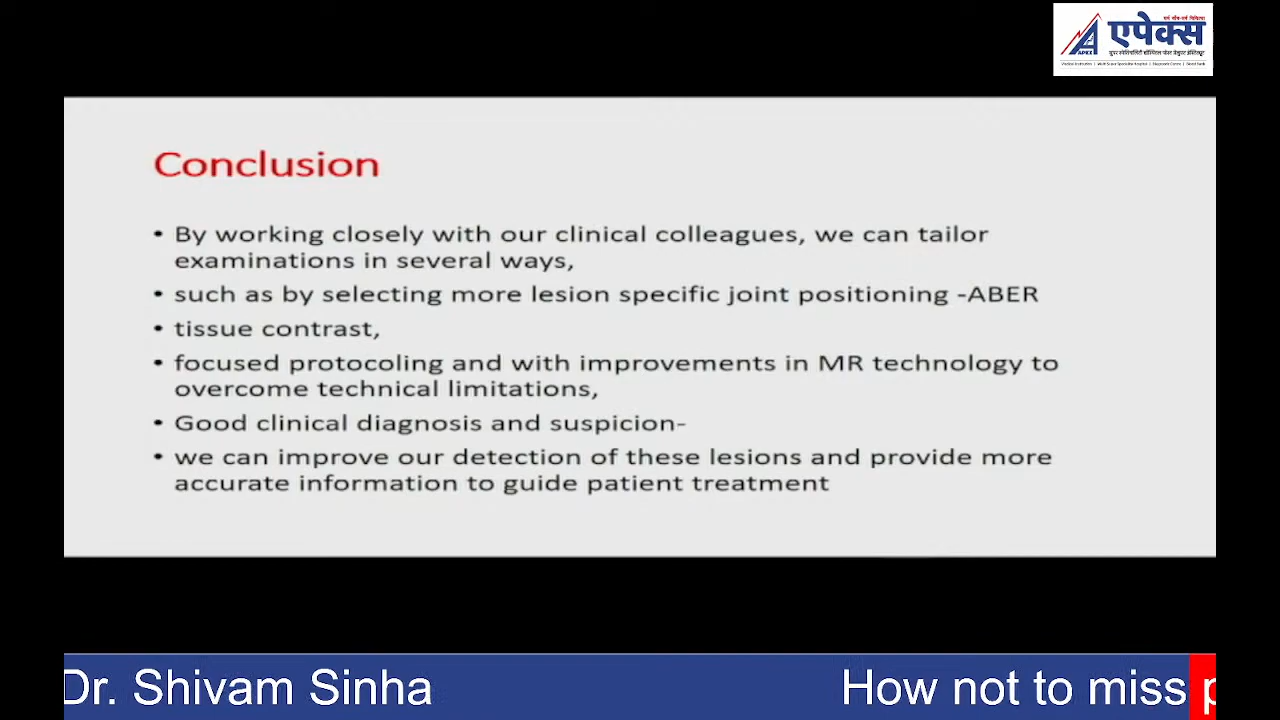 एपेक्स
APEX
Conclusion
• By working closely with our clinical colleagues, we can tailor
examinations in several ways,
• such as by selecting more lesion specific joint positioning -ABER
• tissue contrast,
• focused protocoling and with improvements in MR technology to
overcome technical limitations,
• Good clinical diagnosis and suspicion-
• we can improve our detection of these lesions and provide more
accurate information to guide patient treatment
Dr. Shivam Sinha How not to miss p